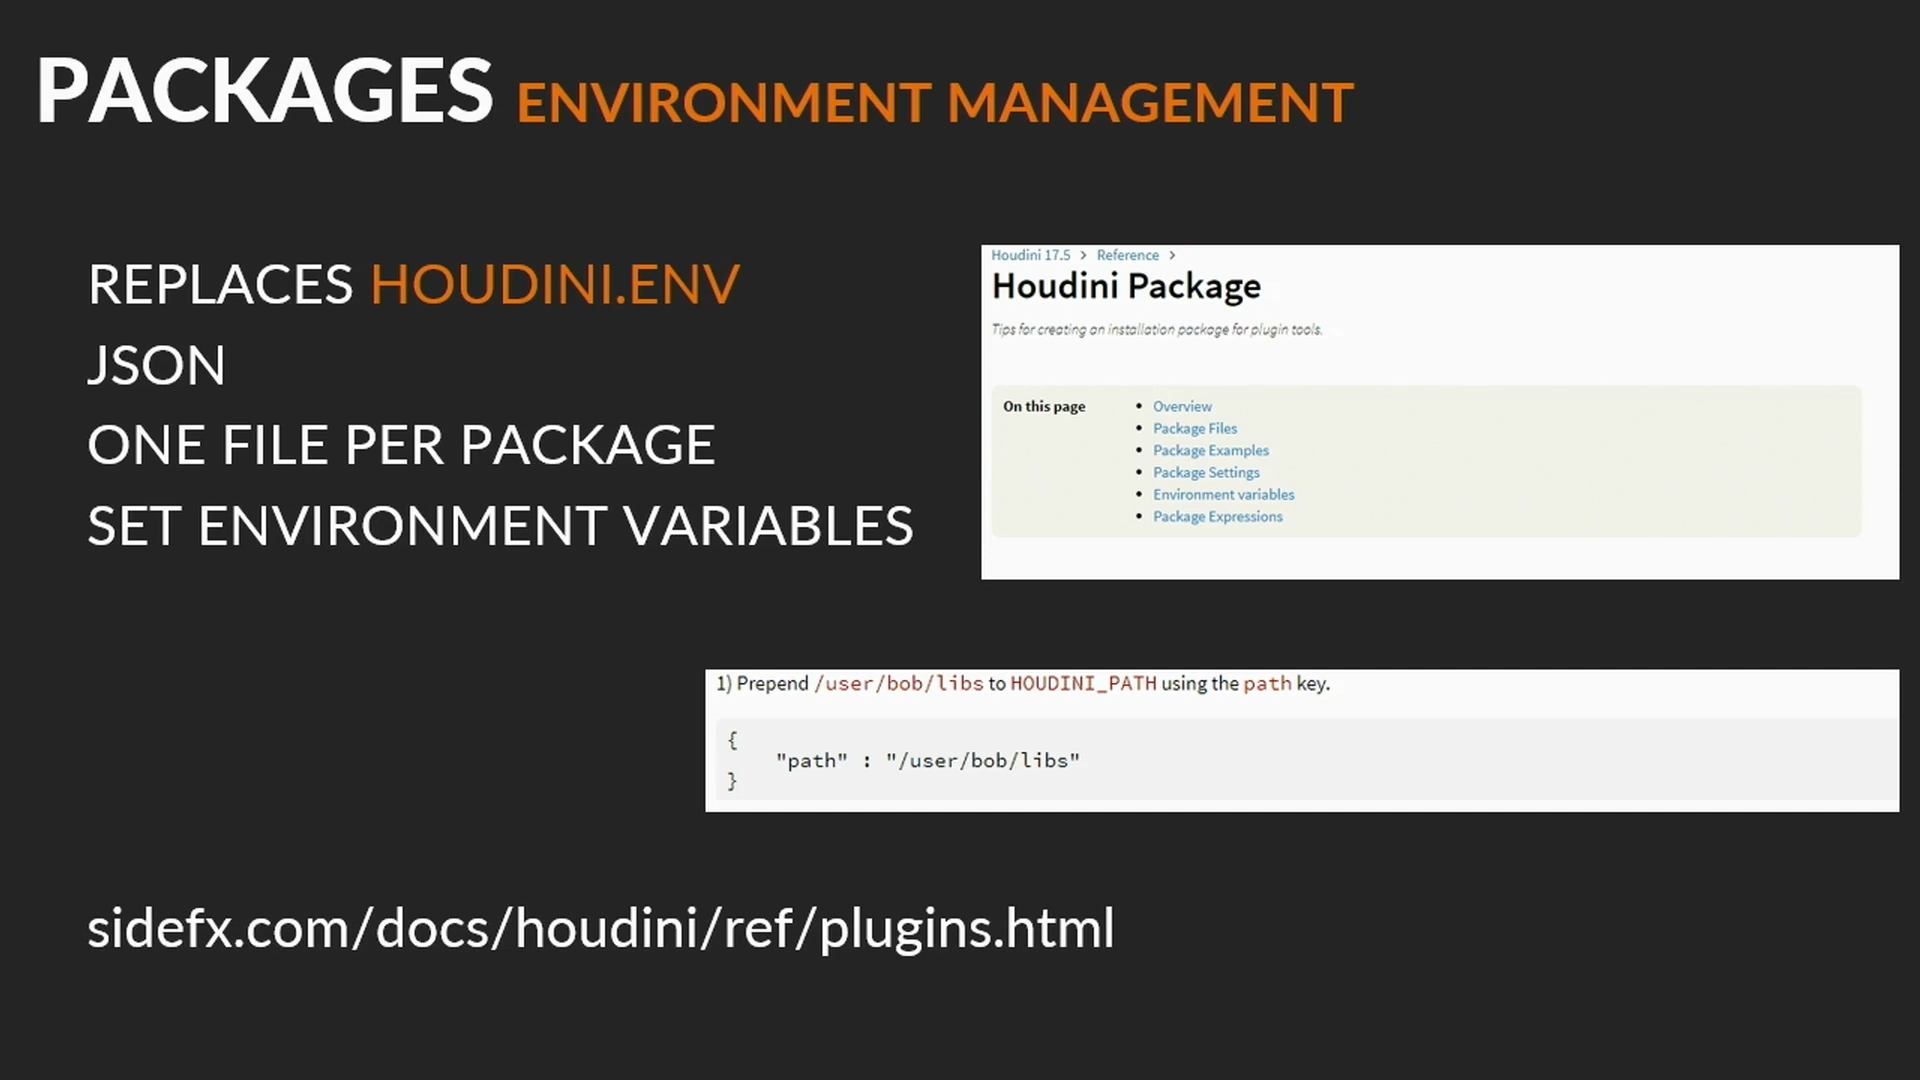 PACKAGES ENVIRONMENT MANAGEMENT
REPLACES HOUDINI.ENV
JSON
ONE FILE PER PACKAGE
SET ENVIRONMENT VARIABLES
Houdini 17.5 > Reference >
Houdini Package
Tips for creating an installation package for plugin tools.
On this page
• Overview
• Package Files
• Package Examples
• Package Settings
• Environment variables
• Package Expressions
1) Prepend /user/bob/libs to HOUDINI_PATH using the path key.
{
"path" : "/user/bob/libs"
}
sidefx.com/docs/houdini/ref/plugins.html